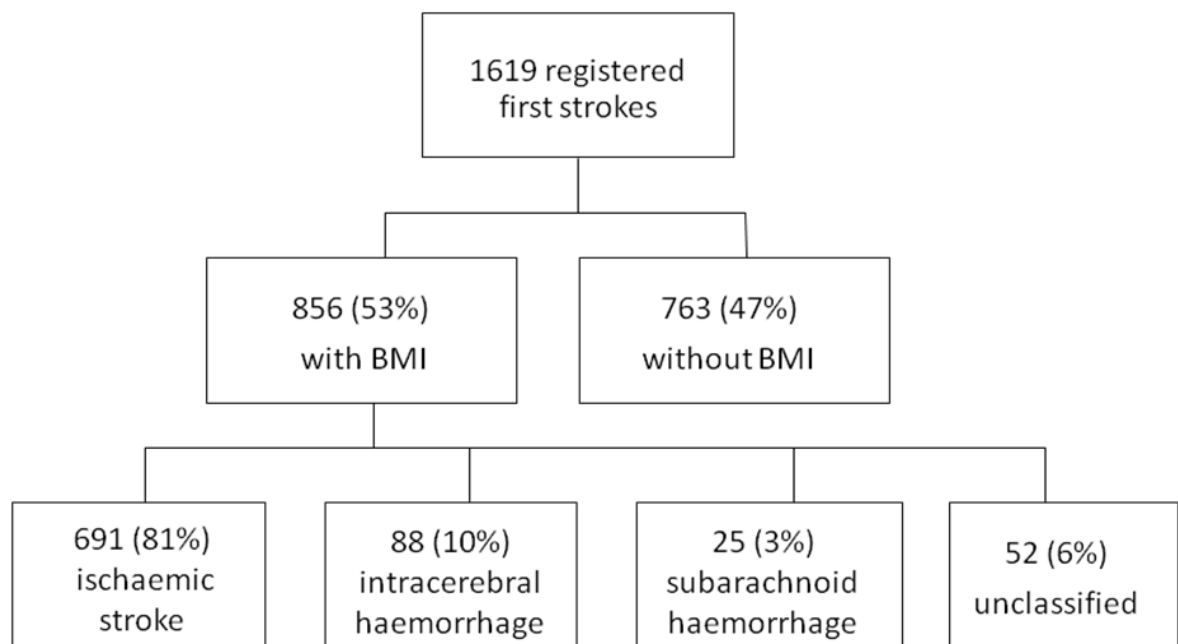 1619 registered
first strokes
856 (53%)
with BMI
763 (47%)
without BMI
691 (81%)
ischaemic
stroke
88 (10%)
intracerebral
haemorrhage
25 (3%)
subarachnoid
haemorrhage
52 (6%)
unclassified